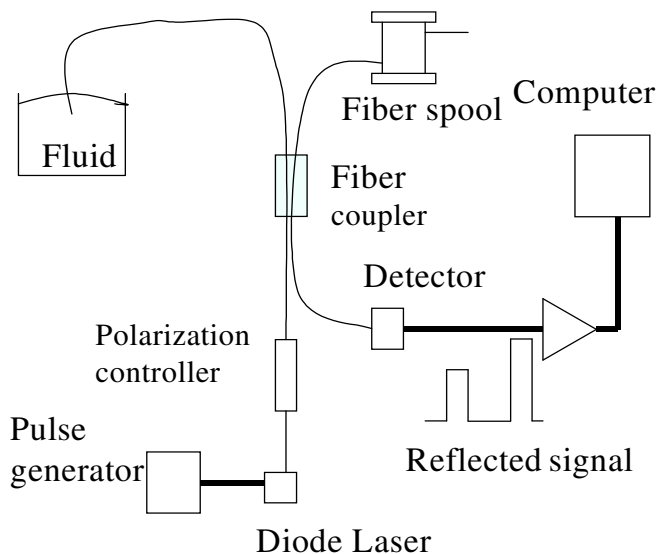 Fiber spool
Computer
Fluid
Fiber
coupler
Detector
Polarization
controller
Pulse
generator
Reflected signal
Diode Laser